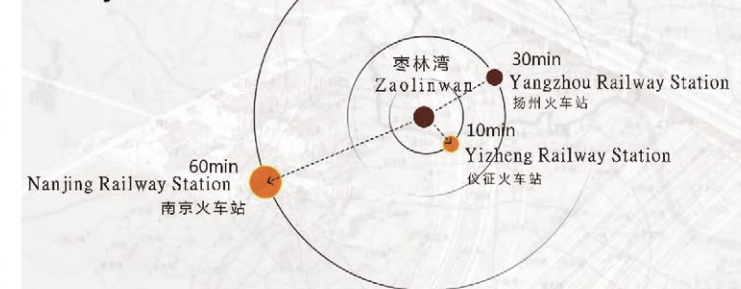 枣林湾
Zaolinwan
30min
Yangzhou Railway Station
扬州火车站
10min
Yizheng Railway Station
仪征火车站
60min
Nanjing Railway Station
南京火车站